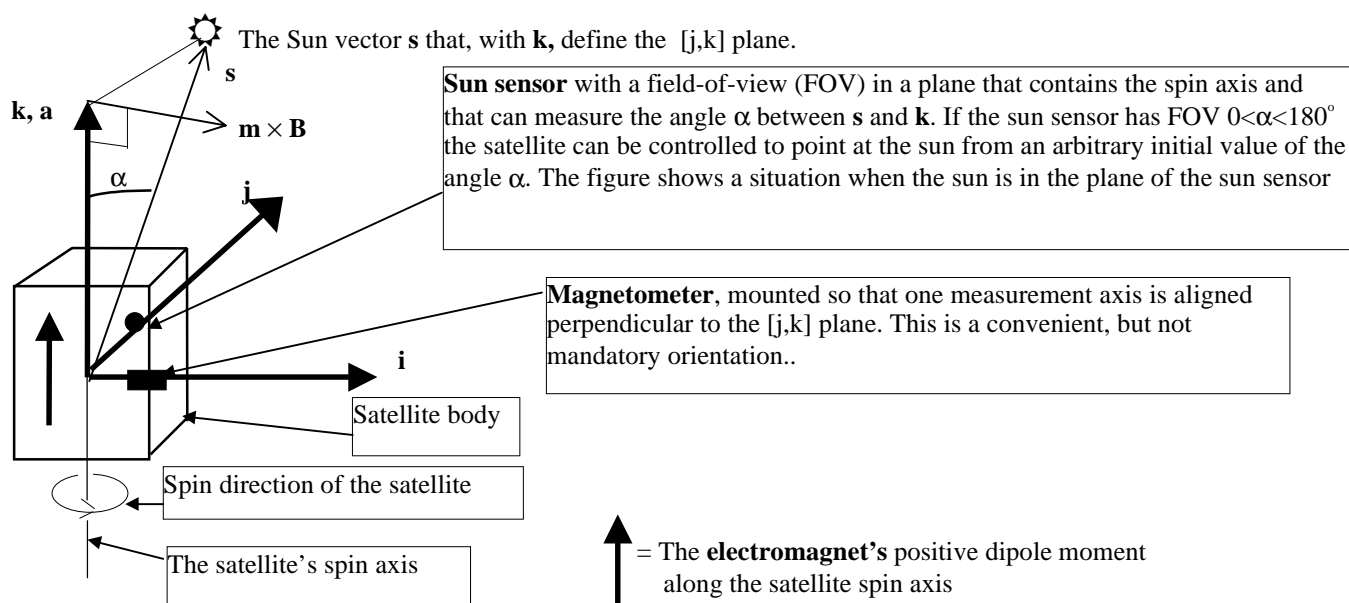 The Sun vector s that, with k, define the [j,k] plane.
s
Sun sensor with a field-of-view (FOV) in a plane that contains the spin axis and
that can measure the angle α between s and k. If the sun sensor has FOV 0<α<180°
the satellite can be controlled to point at the sun from an arbitrary initial value of the
angle α. The figure shows a situation when the sun is in the plane of the sun sensor
k, a
m × B
α
j
Magnetometer, mounted so that one measurement axis is aligned
perpendicular to the [j,k] plane. This is a convenient, but not
mandatory orientation..
i
Satellite body
Spin direction of the satellite
The satellite's spin axis
= The electromagnet's positive dipole moment
along the satellite spin axis